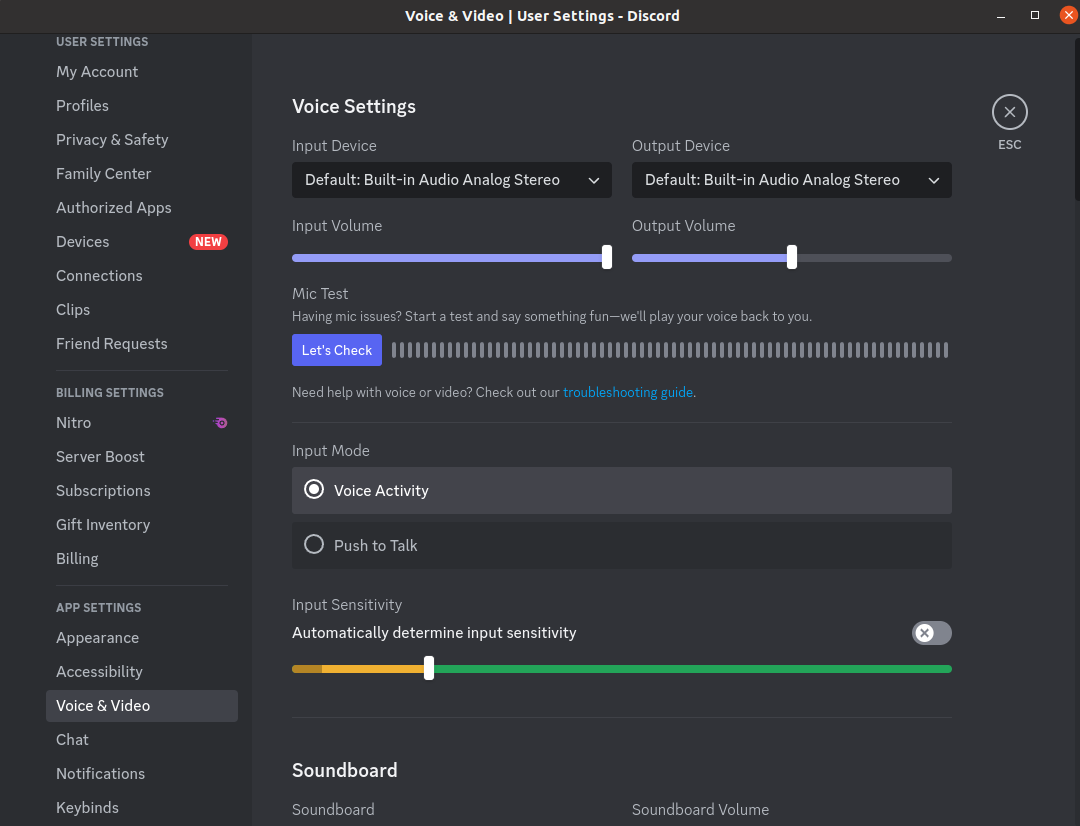 Voice & Video | User Settings - Discord
USER SETTINGS
My Account
Profiles
Privacy & Safety
Family Center
Authorized Apps
Devices NEW
Connections
Clips
Friend Requests
BILLING SETTINGS
Nitro
Server Boost
Subscriptions
Gift Inventory
Billing
APP SETTINGS
Appearance
Accessibility
Voice & Video
Chat
Notifications
Keybinds
Voice Settings
ESC
Input Device
Default: Built-in Audio Analog Stereo
Output Device
Default: Built-in Audio Analog Stereo
Input Volume
Output Volume
Mic Test
Having mic issues? Start a test and say something fun—we'll play your voice back to you.
Let's Check
Need help with voice or video? Check out our troubleshooting guide.
Input Mode
Voice Activity
Push to Talk
Input Sensitivity
Automatically determine input sensitivity
Soundboard
Soundboard
Soundboard Volume